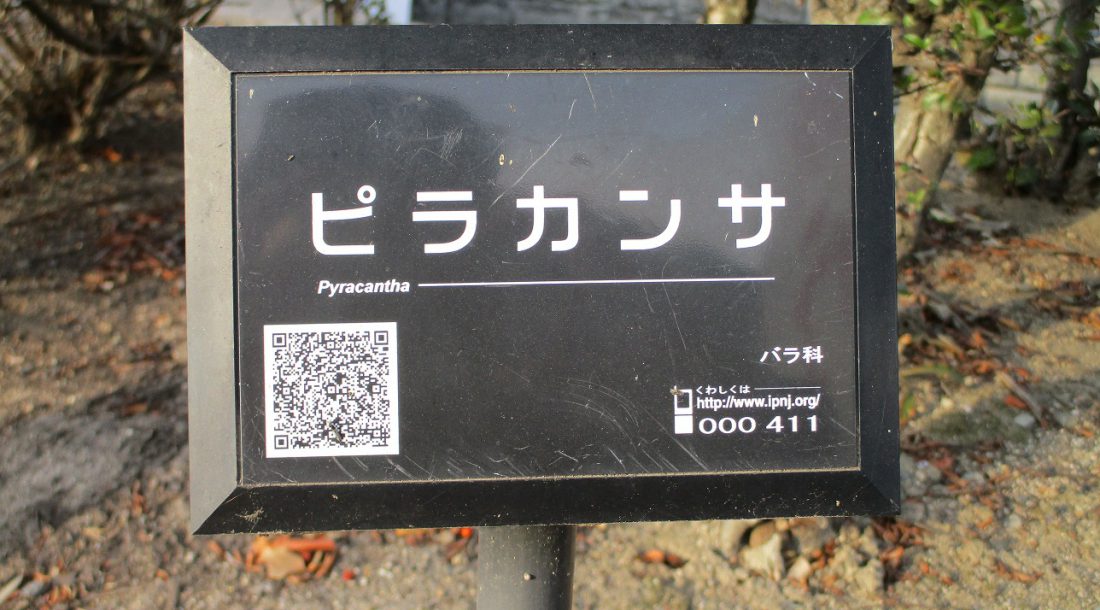 ピラカンサ
Pyracantha
バラ科
くわしくは
http://www.ipnj.org/
000 411